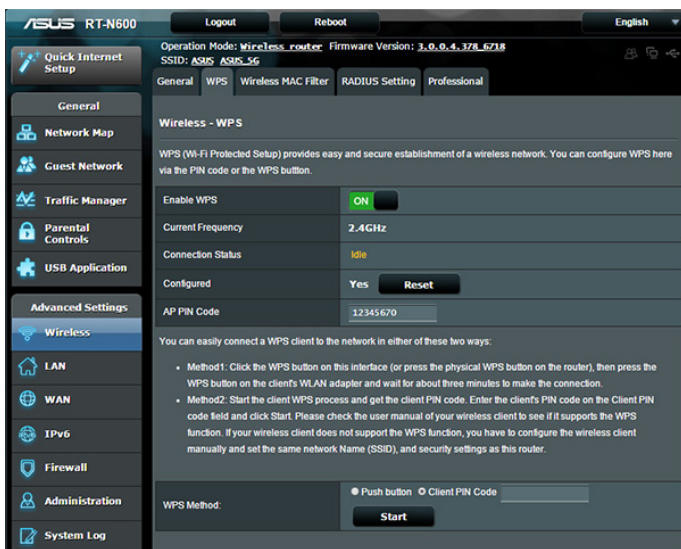 ASUS RT-N600 Logout Reboot English
Quick Internet Setup
Operation Mode: Wireless router Firmware Version: 3.0.0.4.378_6718
SSID: ASUS ASUS_5G
General WPS Wireless MAC Filter RADIUS Setting Professional
General
Network Map
Guest Network
Traffic Manager
Parental Controls
USB Application
Advanced Settings
Wireless
LAN
WAN
IPv6
Firewall
Administration
System Log
Wireless - WPS
WPS (Wi-Fi Protected Setup) provides easy and secure establishment of a wireless network. You can configure WPS here
via the PIN code or the WPS buttton.
Enable WPS ON
Current Frequency 2.4GHz
Connection Status Idle
Configured Yes Reset
AP PIN Code 12345670
You can easily connect a WPS client to the network in either of these two ways:
• Method1: Click the WPS button on this interface (or press the physical WPS button on the router), then press the
WPS button on the client's WLAN adapter and wait for about three minutes to make the connection.
• Method2: Start the client WPS process and get the client PIN code. Enter the client's PIN code on the Client PIN
code field and click Start. Please check the user manual of your wireless client to see if it supports the WPS
function. If your wireless client does not support the WPS function, you have to configure the wireless client
manually and set the same network Name (SSID), and security settings as this router.
WPS Method: Push button Client PIN Code
Start